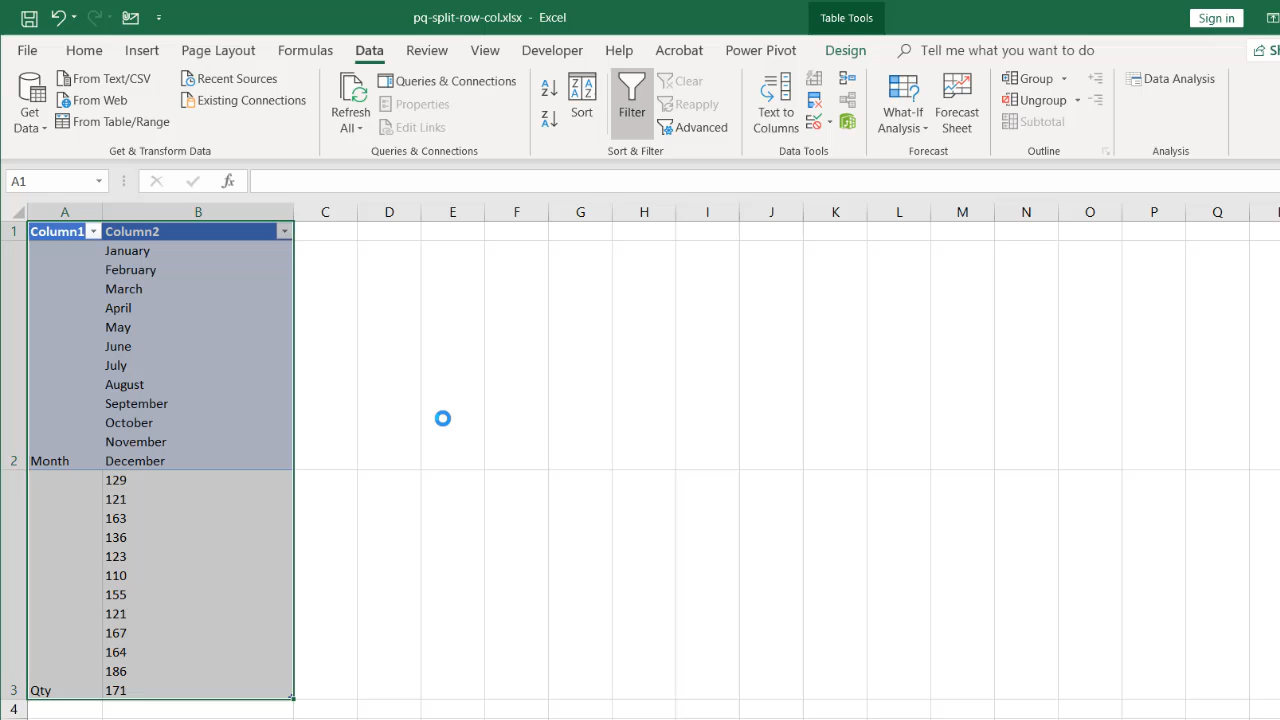 pq-split-row-col.xlsx - Excel
Table Tools
Sign in
File Home Insert Page Layout Formulas Data Review View Developer Help Acrobat Power Pivot Design Tell me what you want to do
Get Data
From Text/CSV
From Web
From Table/Range
Recent Sources
Existing Connections
Get & Transform Data
Refresh All
Queries & Connections
Properties
Edit Links
Queries & Connections
Sort
Filter
Clear
Reapply
Advanced
Sort & Filter
Text to Columns
Data Tools
What-If Analysis
Forecast Sheet
Forecast
Group
Ungroup
Subtotal
Outline
Data Analysis
Analysis
A1
fx
A B C D E F G H I J K L M N O P Q
1 Column1 Column2
January
February
March
April
May
June
July
August
September
October
November
2 Month December
129
121
163
136
123
110
155
121
167
164
186
3 Qty 171
4